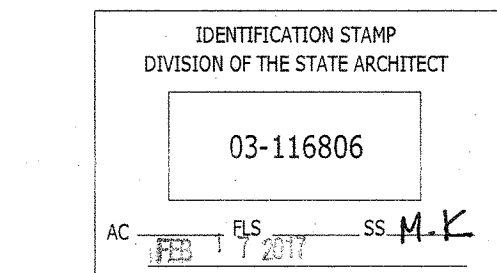 IDENTIFICATION STAMP
DIVISION OF THE STATE ARCHITECT
03-116806
AC FLS SS M.K
FEB 17 2017